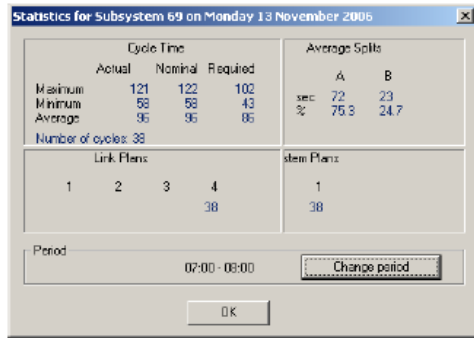 Statistics for Subsystem 69 on Monday 13 November 2006
Cycle Time
Actual Nominal Required
Maximum 121 122 102
Minimum 58 58 43
Average 96 96 86
Number of cycles: 38
Average Splits
A B
sec 72 23
% 75.3 24.7
Link Plans
1 2 3 4
38
stem Plans
1
38
Period
07:00 - 08:00
Change period
OK